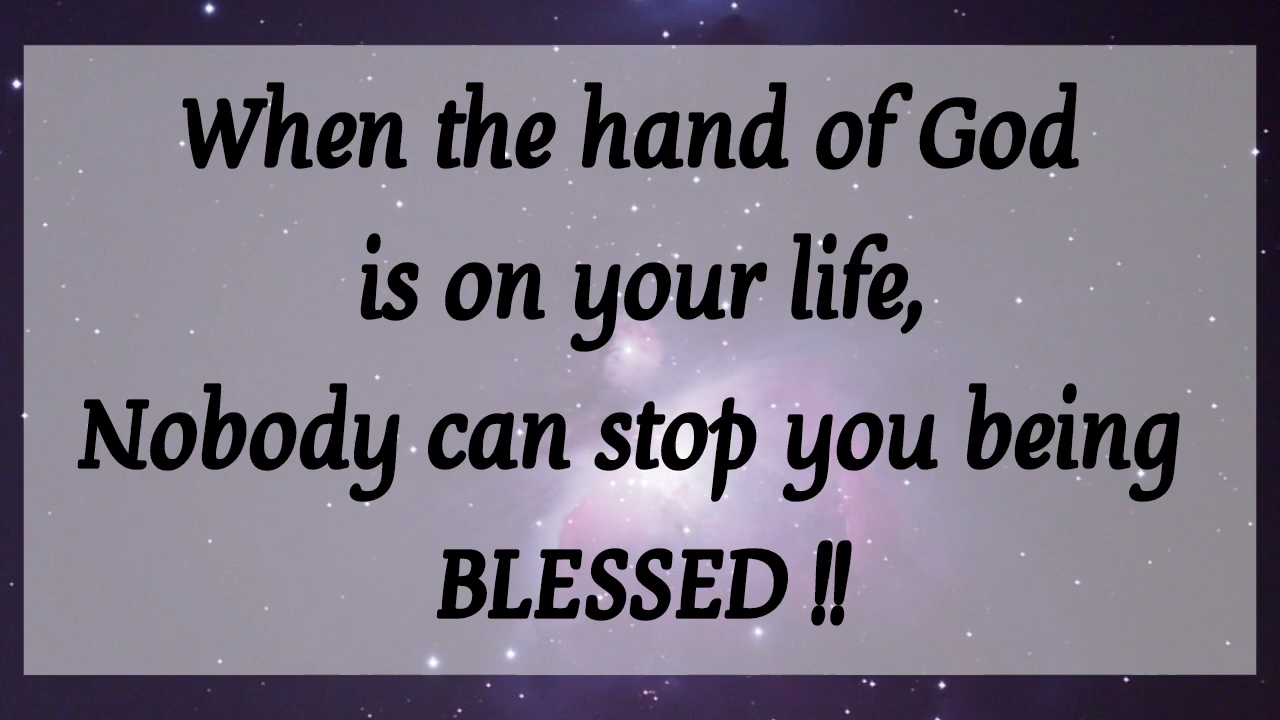 When the hand of God
is on your life,
Nobody can stop you being
BLESSED !!